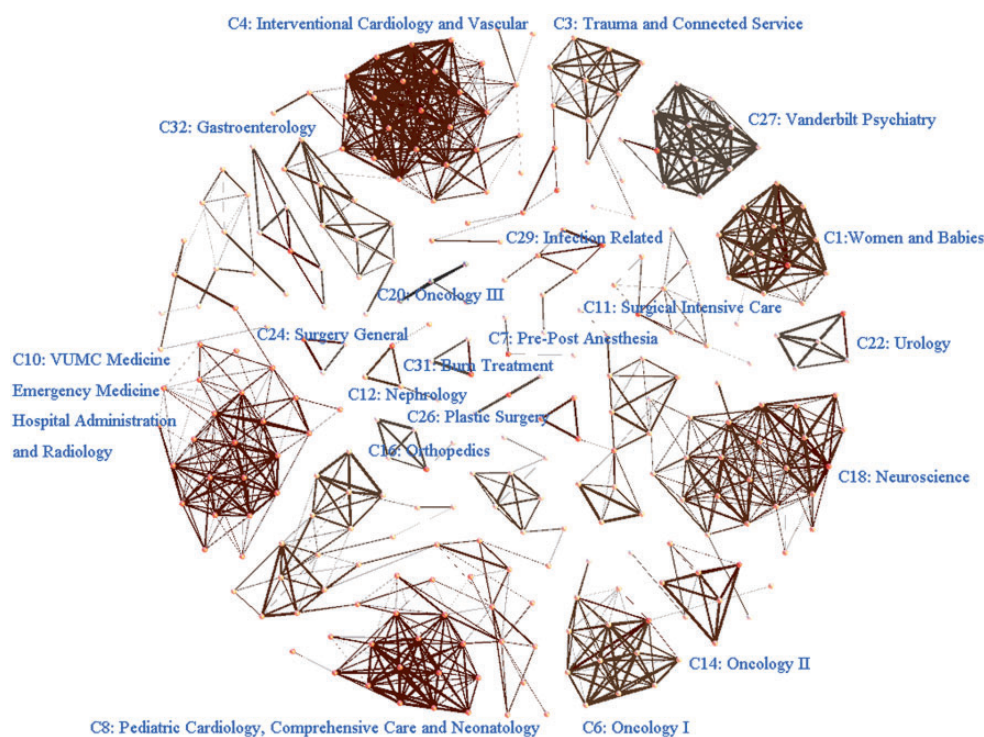 C4: Interventional Cardiology and Vascular
C3: Trauma and Connected Service
C32: Gastroenterology
C27: Vanderbilt Psychiatry
C29: Infection Related
C1:Women and Babies
C20: Oncology III
C11: Surgical Intensive Care
C24: Surgery General
C7: Pre-Post Anesthesia
C22: Urology
C10: VUMC Medicine
Emergency Medicine
Hospital Administration
and Radiology
C31: Burn Treatment
C12: Nephrology
C26: Plastic Surgery
C16: Orthopedics
C18: Neuroscience
C14: Oncology II
C8: Pediatric Cardiology, Comprehensive Care and Neonatology
C6: Oncology I